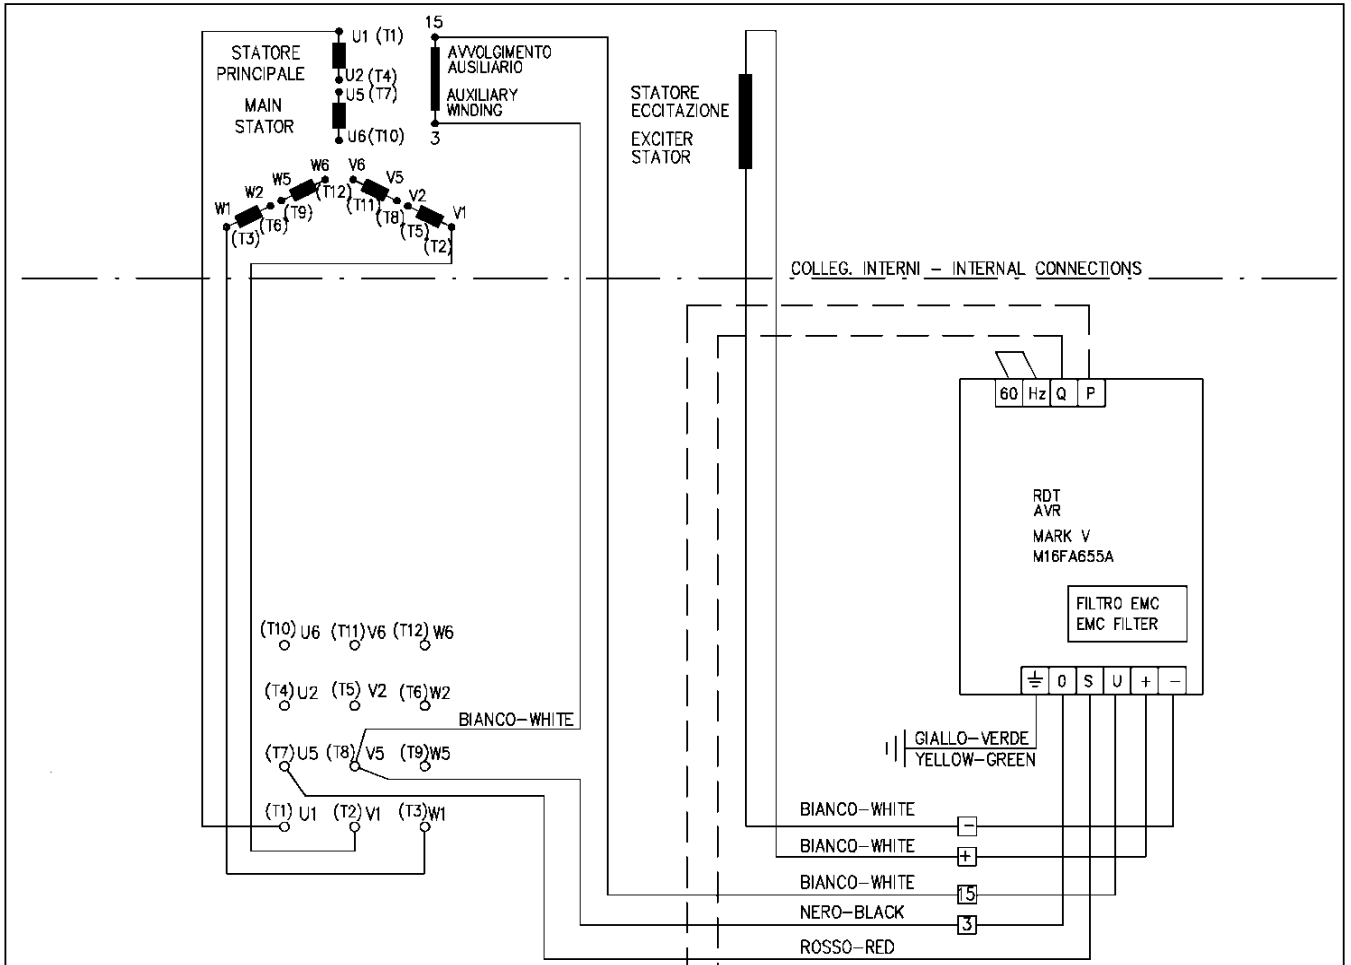 15
U1 (T1)
STATORE
PRINCIPALE
MAIN
STATOR
U2 (T4)
U5 (T7)
U6 (T10)
AVVOLGIMENTO
AUSILIARIO
AUXILIARY
WINDING
3
STATORE
ECCITAZIONE
EXCITER
STATOR
W6 V6
W5 (T12) V5
W2 (T9) (T11) V2
W1 (T6) (T8) V1
(T3) (T5)
(T2)
COLLEG. INTERNI - INTERNAL CONNECTIONS
60 Hz Q P
RDT
AVR
MARK V
M16FA655A
FILTRO EMC
EMC FILTER
(T10) U6 (T11) V6 (T12) W6
(T4) U2 (T5) V2 (T6) W2
BIANCO-WHITE
(T7) U5 (T8) V5 (T9) W5
(T1) U1 (T2) V1 (T3) W1
0 S U + -
GIALLO-VERDE
YELLOW-GREEN
BIANCO-WHITE -
BIANCO-WHITE +
BIANCO-WHITE 15
NERO-BLACK 3
ROSSO-RED